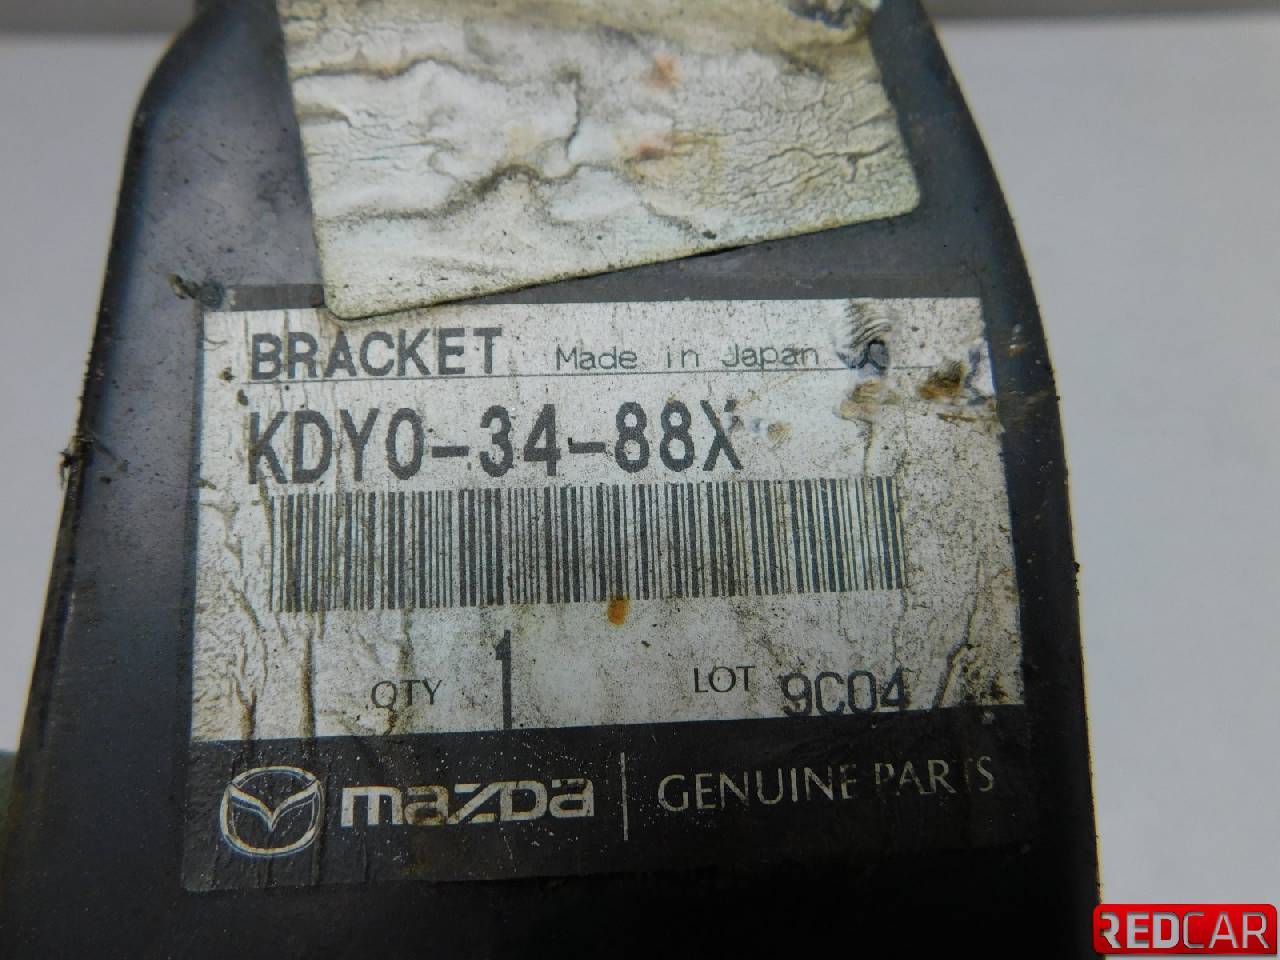 BRACKET Made in Japan
KDY0-34-88X
QTY 1 LOT 9C04
mazda GENUINE PARTS
REDCAR